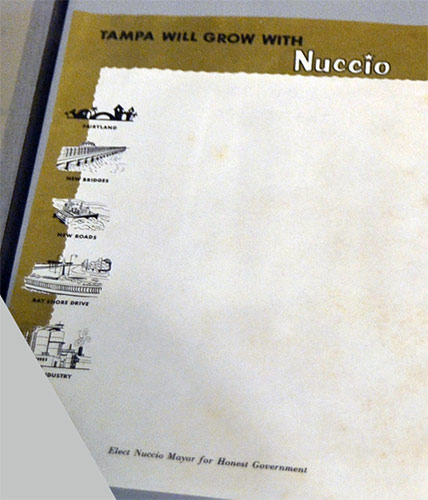 TAMPA WILL GROW WITH
Nuccio
FAIRYLAND
NEW BRIDGES
NEW ROADS
BAY SHORE DRIVE
Elect Nuccio Mayor for Honest Government